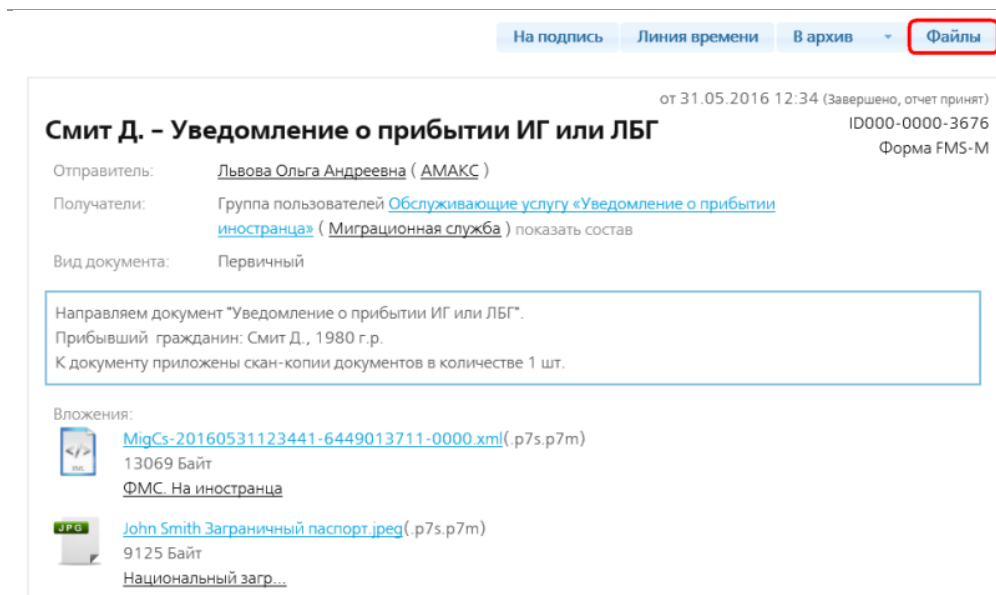 На подпись Линия времени В архив Файлы
от 31.05.2016 12:34 (Завершено, отчет принят)
Смит Д. – Уведомление о прибытии ИГ или ЛБГ
ID000-0000-3676
Форма FMS-M
Отправитель: Львова Ольга Андреевна ( АМАКС )
Получатели: Группа пользователей Обслуживающие услугу «Уведомление о прибытии
иностранца» ( Миграционная служба ) показать состав
Вид документа: Первичный
Направляем документ "Уведомление о прибытии ИГ или ЛБГ".
Прибывший гражданин: Смит Д., 1980 г.р.
К документу приложены скан-копии документов в количестве 1 шт.
Вложения:
MigCs-20160531123441-6449013711-0000.xml(.p7s.p7m)
13069 Байт
ФМС. На иностранца
XML
JPG
John Smith Заграничный паспорт.jpeg(.p7s.p7m)
9125 Байт
Национальный загр...